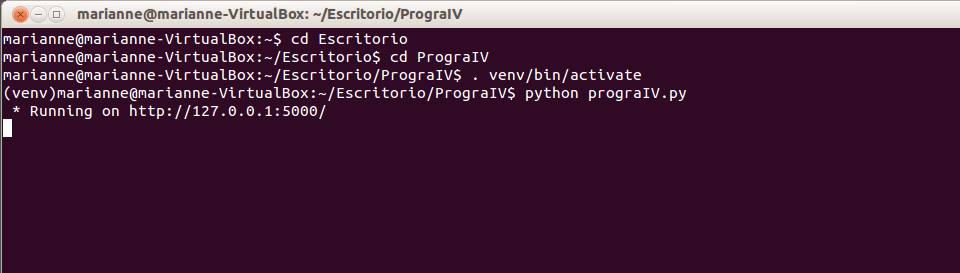 marianne@marianne-VirtualBox: ~/Escritorio/PrograIV
marianne@marianne-VirtualBox:~$ cd Escritorio
marianne@marianne-VirtualBox:~/Escritorio$ cd PrograIV
marianne@marianne-VirtualBox:~/Escritorio/PrograIV$ . venv/bin/activate
(venv)marianne@marianne-VirtualBox:~/Escritorio/PrograIV$ python prograIV.py
 * Running on http://127.0.0.1:5000/